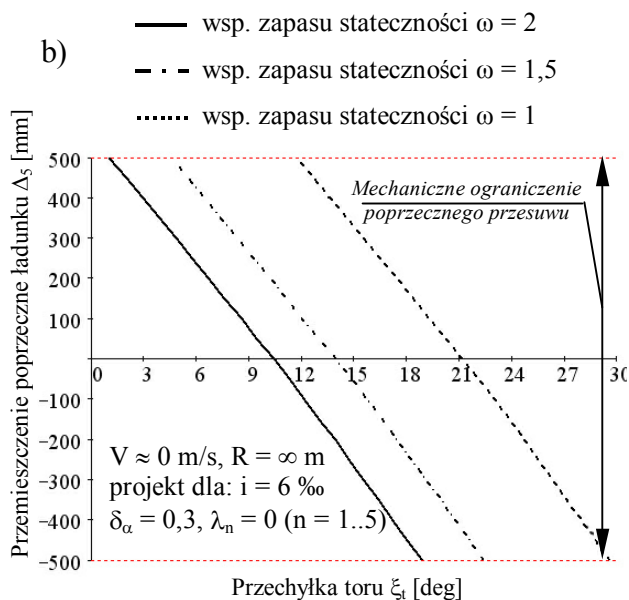 b)
wsp. zapasu stateczności ω = 2
wsp. zapasu stateczności ω = 1,5
wsp. zapasu stateczności ω = 1
Przemieszczenie poprzeczne ładunku Δ₅ [mm]
500
400
300
200
100
0 3 6 9 12 15 18 21 24 27 30
−100
−200
−300
−400
−500
Mechaniczne ograniczenie
poprzecznego przesuwu
V ≈ 0 m/s, R = ∞ m
projekt dla: i = 6 ‰
δα = 0,3, λn = 0 (n = 1..5)
Przechyłka toru ξt [deg]